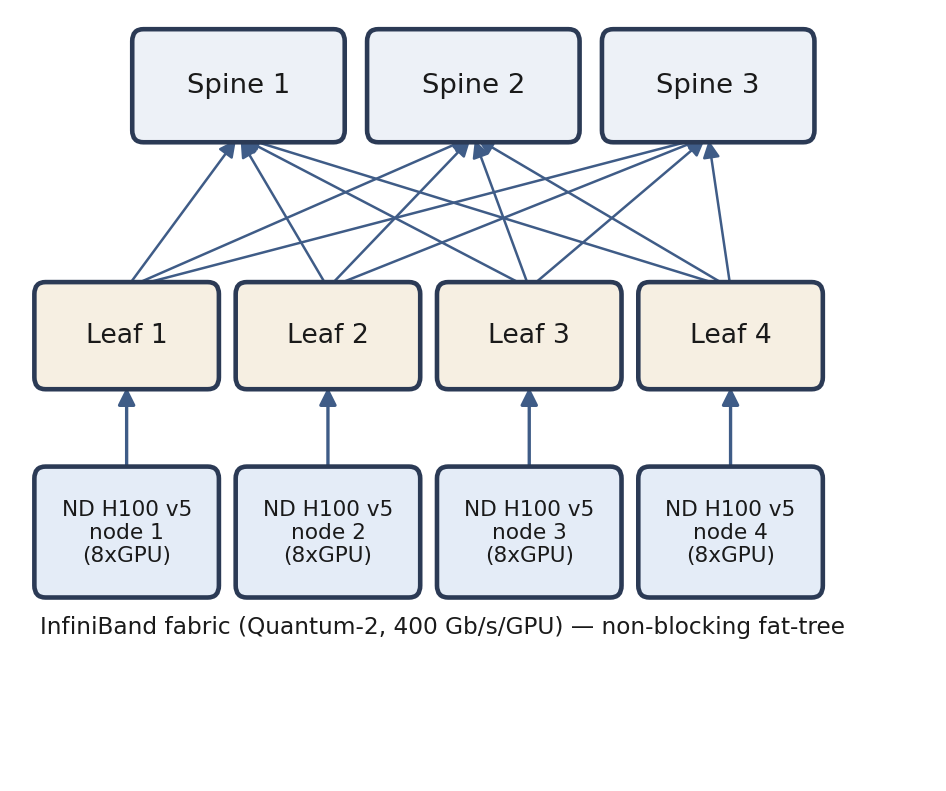 Spine 1
Spine 2
Spine 3
Leaf 1
Leaf 2
Leaf 3
Leaf 4
ND H100 v5
node 1
(8xGPU)
ND H100 v5
node 2
(8xGPU)
ND H100 v5
node 3
(8xGPU)
ND H100 v5
node 4
(8xGPU)
InfiniBand fabric (Quantum-2, 400 Gb/s/GPU) — non-blocking fat-tree